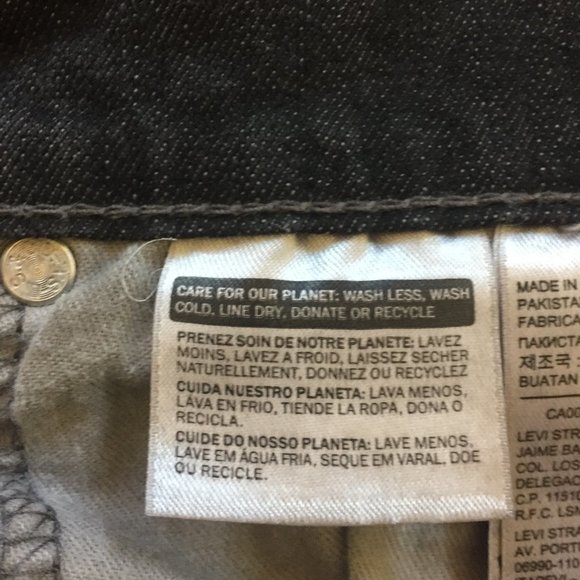 CARE FOR OUR PLANET: WASH LESS, WASH
COLD, LINE DRY, DONATE OR RECYCLE
PRENEZ SOIN DE NOTRE PLANETE: LAVEZ
MOINS, LAVEZ A FROID, LAISSEZ SECHER
NATURELLEMENT, DONNEZ OU RECYCLEZ
CUIDA NUESTRO PLANETA: LAVA MENOS,
LAVA EN FRIO, TIENDE LA ROPA, DONA O
RECICLA.
CUIDE DO NOSSO PLANETA: LAVE MENOS,
LAVE EM ÁGUA FRIA, SEQUE EM VARAL, DOE
OU RECICLE.
MADE IN
PAKISTA
FABRICA
ПАКИСТА
제조국
BUATAN
CA00
LEVI STR
JAIME BA
COL. LOS
DELEGAC
C.P. 1151
R.F.C. LSM
LEVI STRA
AV. PORT
06990-110